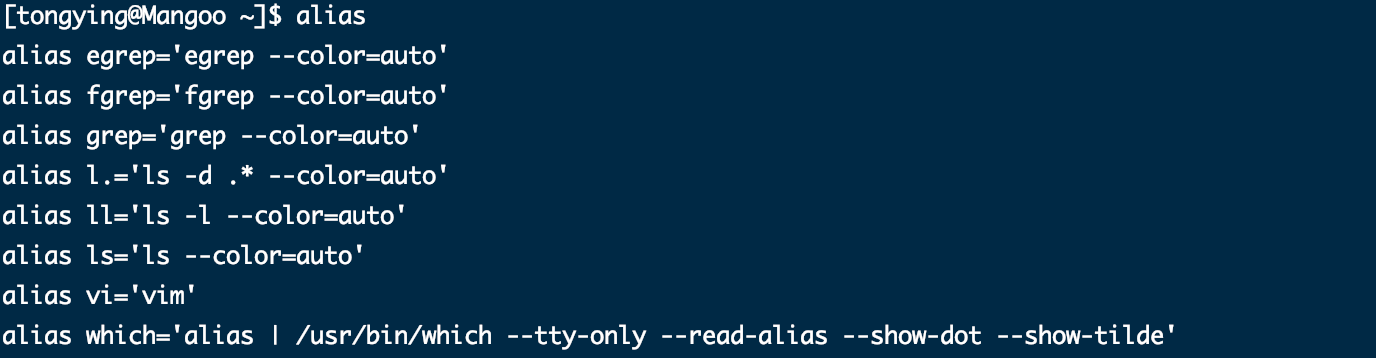 [tongying@Mangoo ~]$ alias
alias egrep='egrep --color=auto'
alias fgrep='fgrep --color=auto'
alias grep='grep --color=auto'
alias l.='ls -d .* --color=auto'
alias ll='ls -l --color=auto'
alias ls='ls --color=auto'
alias vi='vim'
alias which='alias | /usr/bin/which --tty-only --read-alias --show-dot --show-tilde'